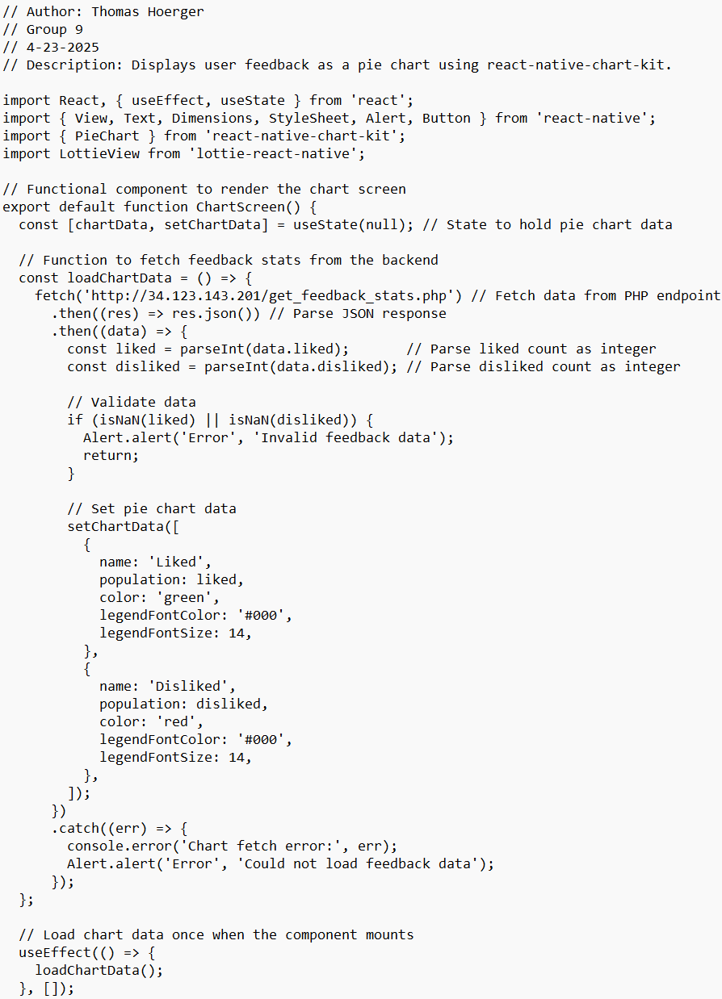 // Author: Thomas Hoerger
// Group 9
// 4-23-2025
// Description: Displays user feedback as a pie chart using react-native-chart-kit.

import React, { useEffect, useState } from 'react';
import { View, Text, Dimensions, StyleSheet, Alert, Button } from 'react-native';
import { PieChart } from 'react-native-chart-kit';
import LottieView from 'lottie-react-native';

// Functional component to render the chart screen
export default function ChartScreen() {
  const [chartData, setChartData] = useState(null); // State to hold pie chart data

  // Function to fetch feedback stats from the backend
  const loadChartData = () => {
    fetch('http://34.123.143.201/get_feedback_stats.php') // Fetch data from PHP endpoint
      .then((res) => res.json()) // Parse JSON response
      .then((data) => {
        const liked = parseInt(data.liked);       // Parse liked count as integer
        const disliked = parseInt(data.disliked); // Parse disliked count as integer

        // Validate data
        if (isNaN(liked) || isNaN(disliked)) {
          Alert.alert('Error', 'Invalid feedback data');
          return;
        }

        // Set pie chart data
        setChartData([
          {
            name: 'Liked',
            population: liked,
            color: 'green',
            legendFontColor: '#000',
            legendFontSize: 14,
          },
          {
            name: 'Disliked',
            population: disliked,
            color: 'red',
            legendFontColor: '#000',
            legendFontSize: 14,
          },
        ]);
      })
      .catch((err) => {
        console.error('Chart fetch error:', err);
        Alert.alert('Error', 'Could not load feedback data');
      });
  };

  // Load chart data once when the component mounts
  useEffect(() => {
    loadChartData();
  }, []);